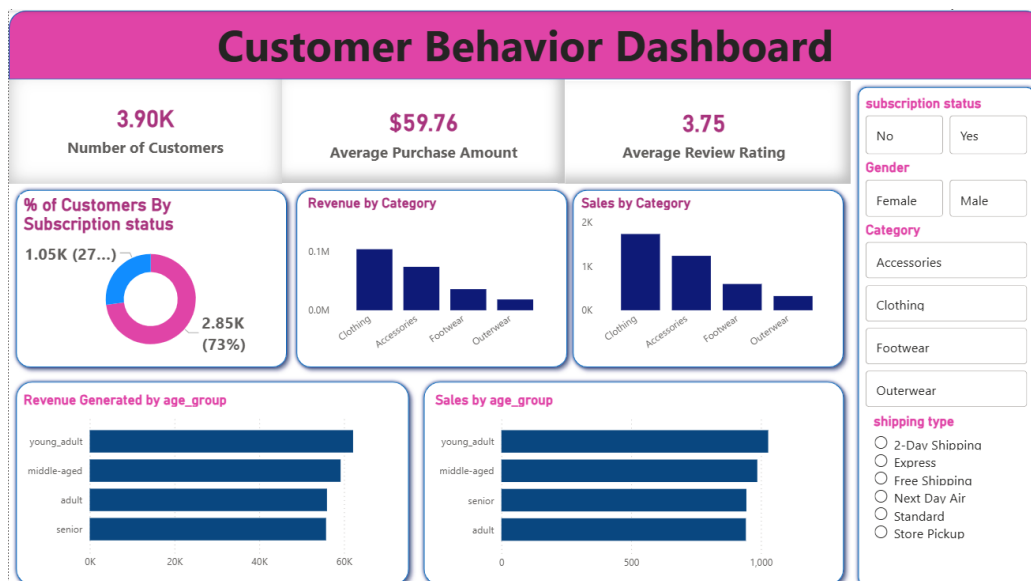 Customer Behavior Dashboard
3.90K
Number of Customers
$59.76
Average Purchase Amount
3.75
Average Review Rating
% of Customers By
Subscription status
1.05K (27...)
2.85K
(73%)
Revenue by Category
0.1M
0.0M
Clothing
Accessories
Footwear
Outerwear
Sales by Category
2K
1K
0K
Clothing
Accessories
Footwear
Outerwear
Revenue Generated by age_group
young_adult
middle-aged
adult
senior
0K
20K
40K
60K
Sales by age_group
young_adult
middle-aged
senior
adult
0
500
1,000
subscription status
No
Yes
Gender
Female
Male
Category
Accessories
Clothing
Footwear
Outerwear
shipping type
2-Day Shipping
Express
Free Shipping
Next Day Air
Standard
Store Pickup